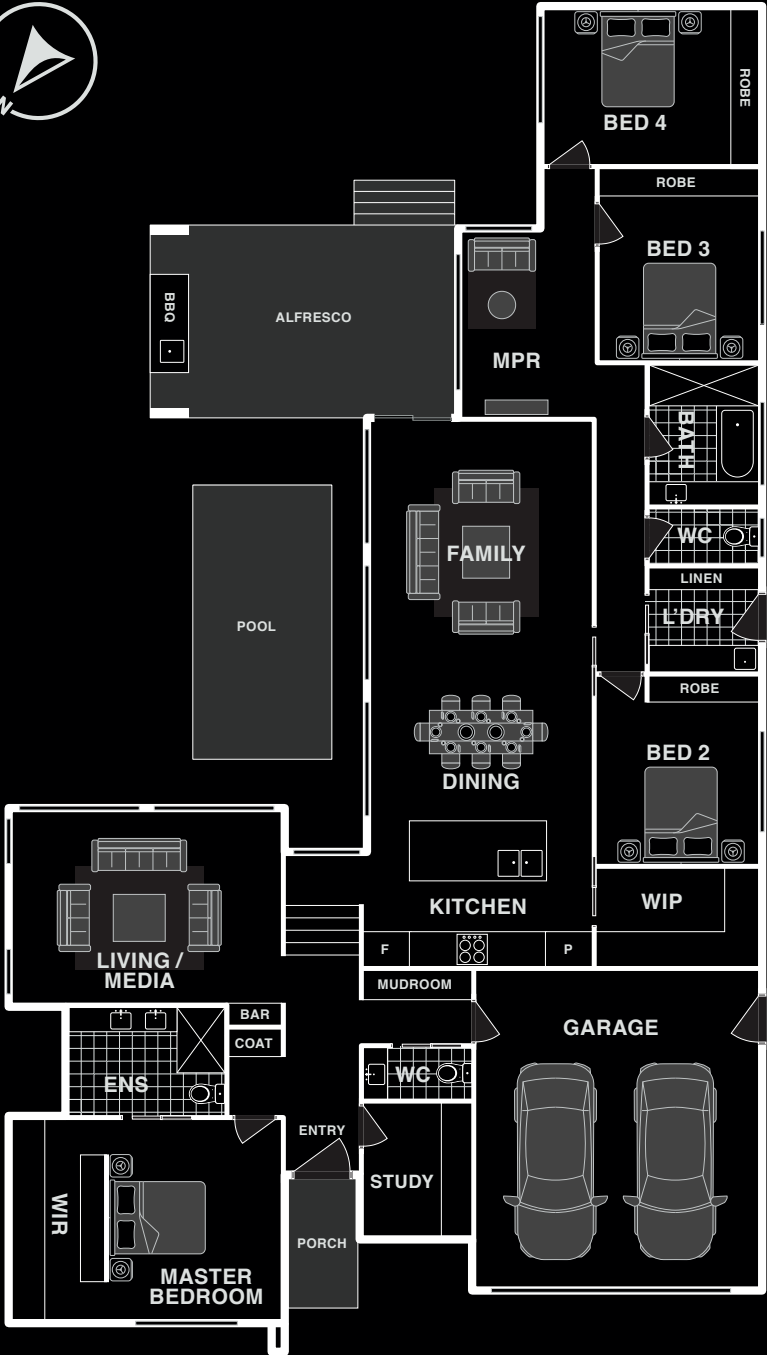 N
BED 4
ROBE
ROBE
BED 3
BBQ
ALFRESCO
MPR
BATH
FAMILY
WC
LINEN
L'DRY
POOL
ROBE
BED 2
DINING
KITCHEN
WIP
F
P
LIVING /
MEDIA
MUDROOM
BAR
COAT
GARAGE
ENS
WC
ENTRY
STUDY
WIR
PORCH
MASTER
BEDROOM